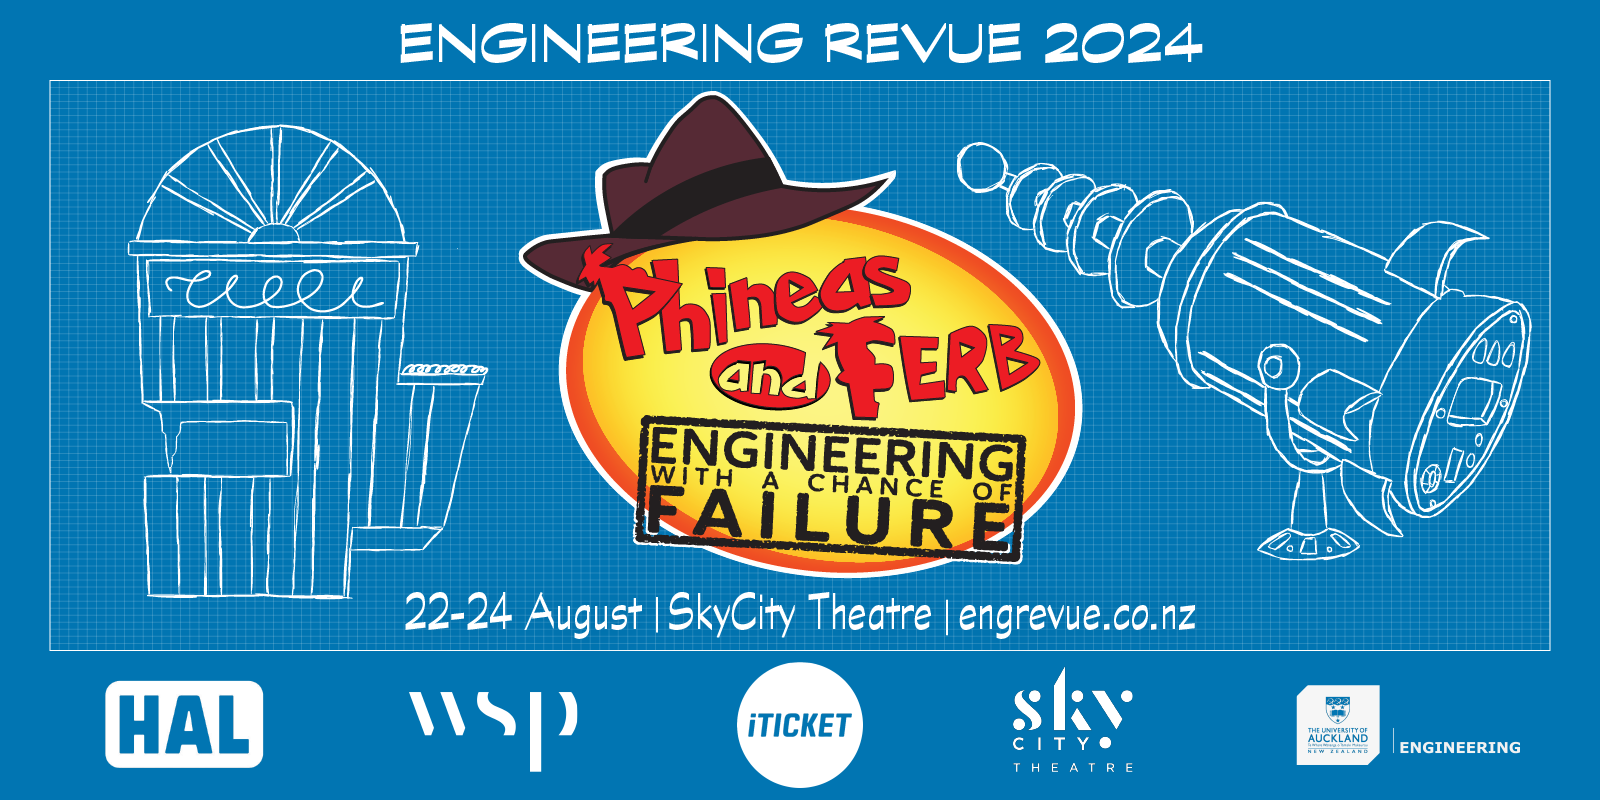 ENGINEERING REVUE 2024
Phineas
and FERB
ENGINEERING
WITH A CHANCE OF
FAILURE
22-24 August | SkyCity Theatre | engrevue.co.nz
HAL
wsp
iTICKET
sky
CITY
THEATRE
THE UNIVERSITY OF
AUCKLAND
NEW ZEALAND
ENGINEERING